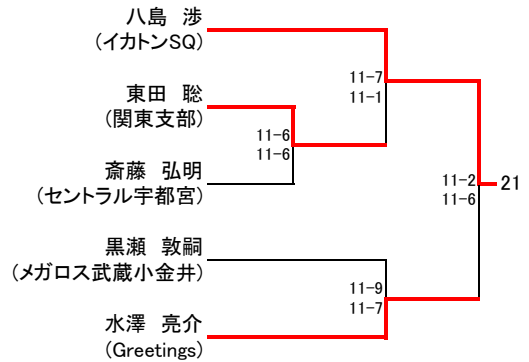 八島　渉
(イカトンSQ)
11-7
11-1
東田　聡
(関東支部)
11-6
11-6
斎藤　弘明
(セントラル宇都宮)
11-2
11-6
21
黒瀬　敦嗣
(メガロス武蔵小金井)
11-9
11-7
水澤　亮介
(Greetings)